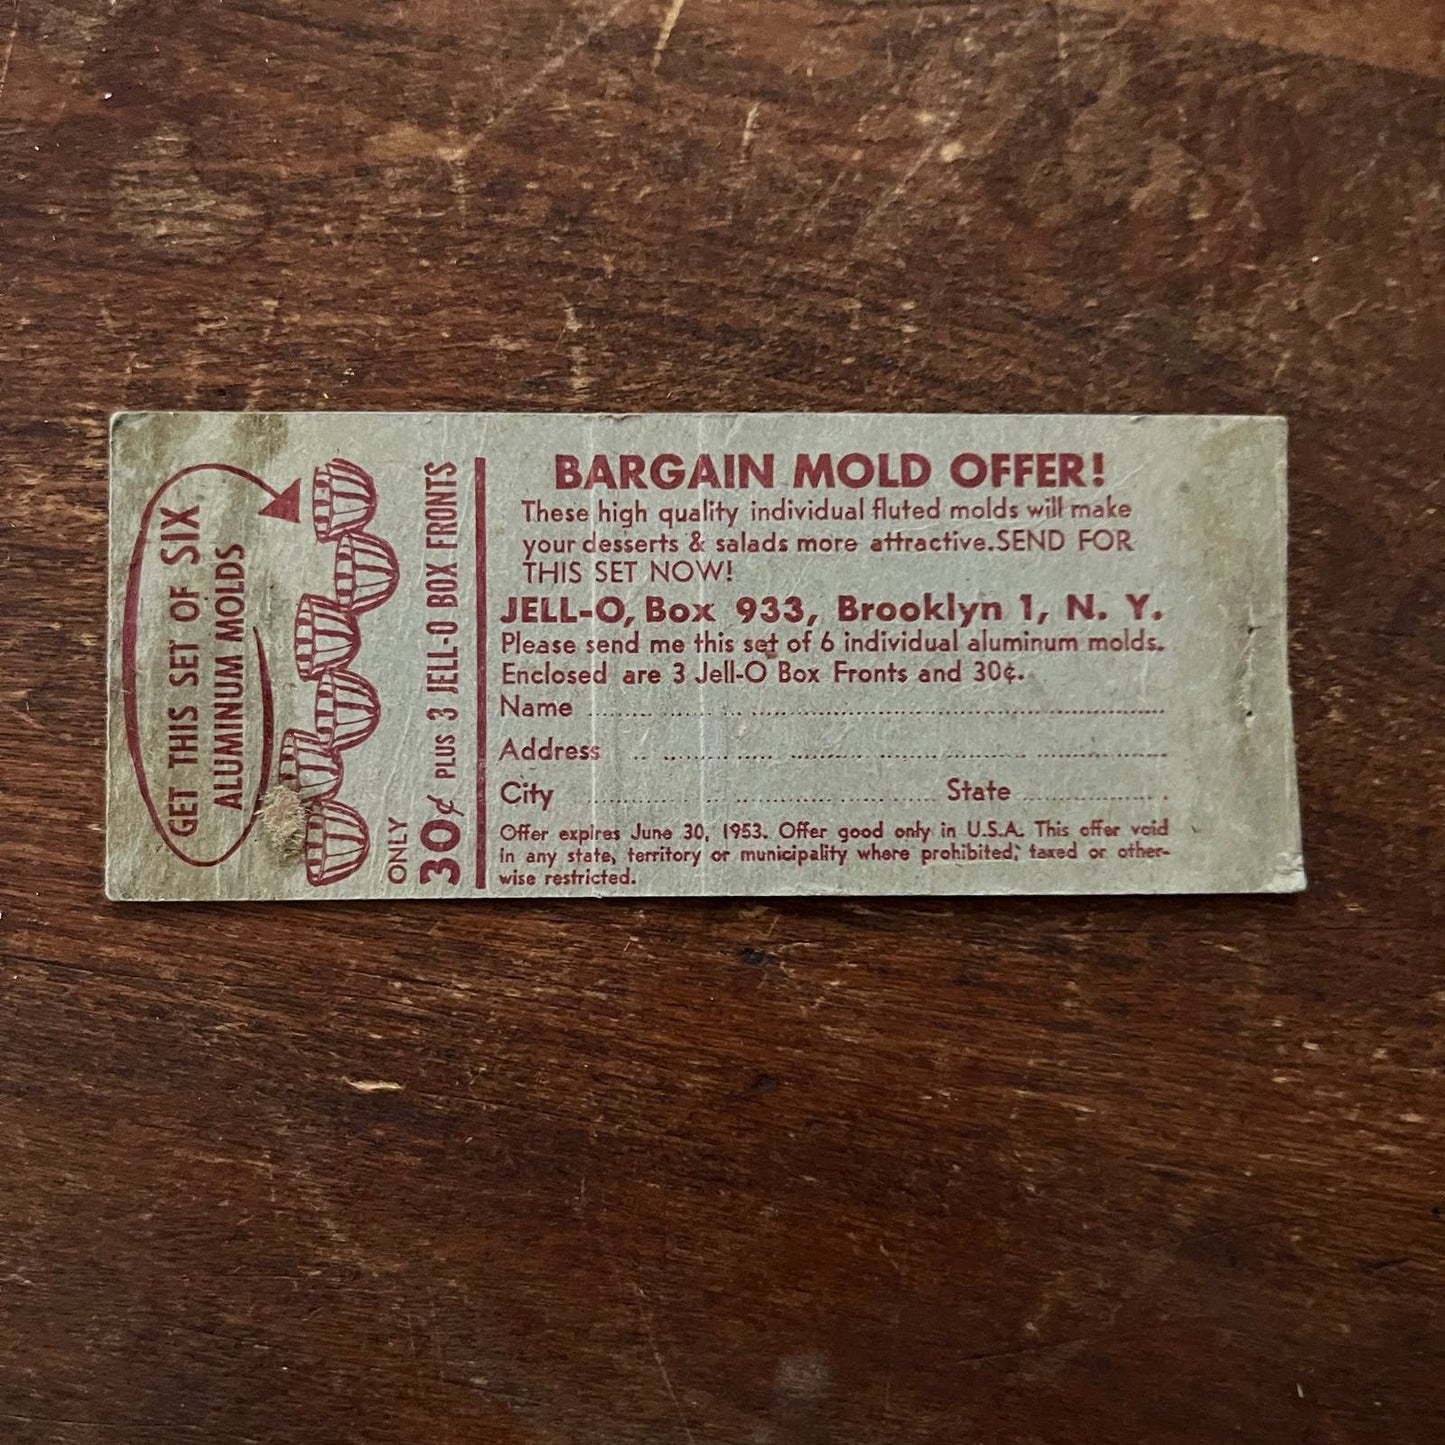 GET THIS SET OF SIX
ALUMINUM MOLDS
ONLY
30¢ PLUS 3 JELL-O BOX FRONTS
BARGAIN MOLD OFFER!
These high quality individual fluted molds will make
your desserts & salads more attractive.SEND FOR
THIS SET NOW!
JELL-O, Box 933, Brooklyn 1, N. Y.
Please send me this set of 6 individual aluminum molds.
Enclosed are 3 Jell-O Box Fronts and 30¢.
Name
Address
City State
Offer expires June 30, 1953. Offer good only in U.S.A. This offer void
in any state, territory or municipality where prohibited, taxed or other-
wise restricted.